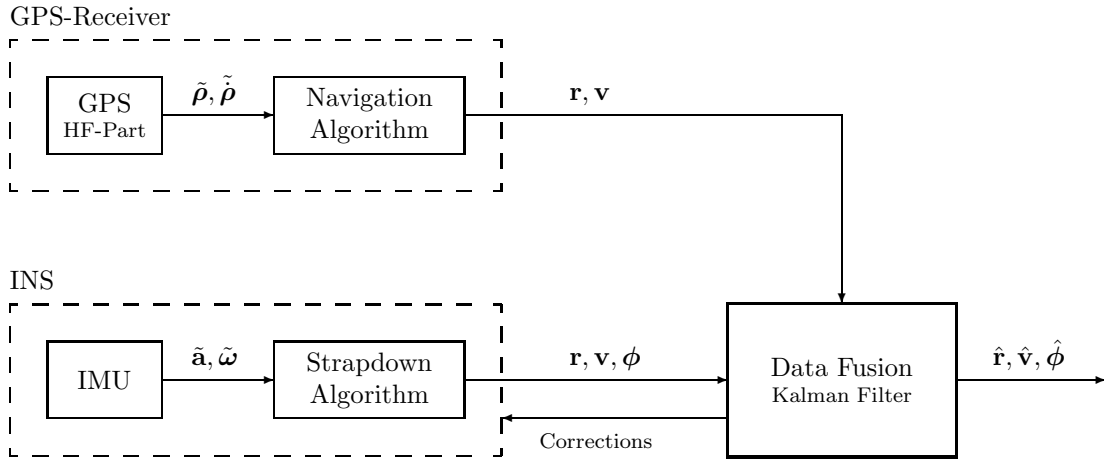 GPS-Receiver
GPS
HF-Part
ρ̃, ρ̇̃
Navigation
Algorithm
r, v
INS
IMU
ã, ω̃
Strapdown
Algorithm
r, v, ϕ
Corrections
Data Fusion
Kalman Filter
r̂, v̂, ϕ̂